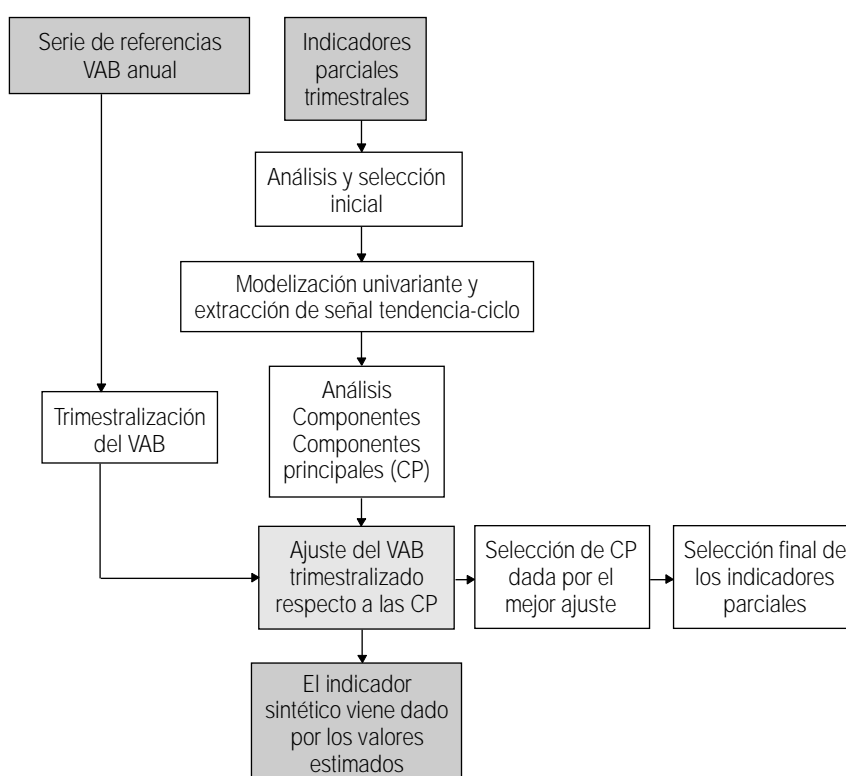 Serie de referencias
VAB anual
Indicadores
parciales
trimestrales
Análisis y selección
inicial
Modelización univariante y
extracción de señal tendencia-ciclo
Trimestralización
del VAB
Análisis
Componentes
Componentes
principales (CP)
Ajuste del VAB
trimestralizado
respecto a las CP
Selección de CP
dada por el
mejor ajuste
Selección final de
los indicadores
parciales
El indicador
sintético viene dado
por los valores
estimados